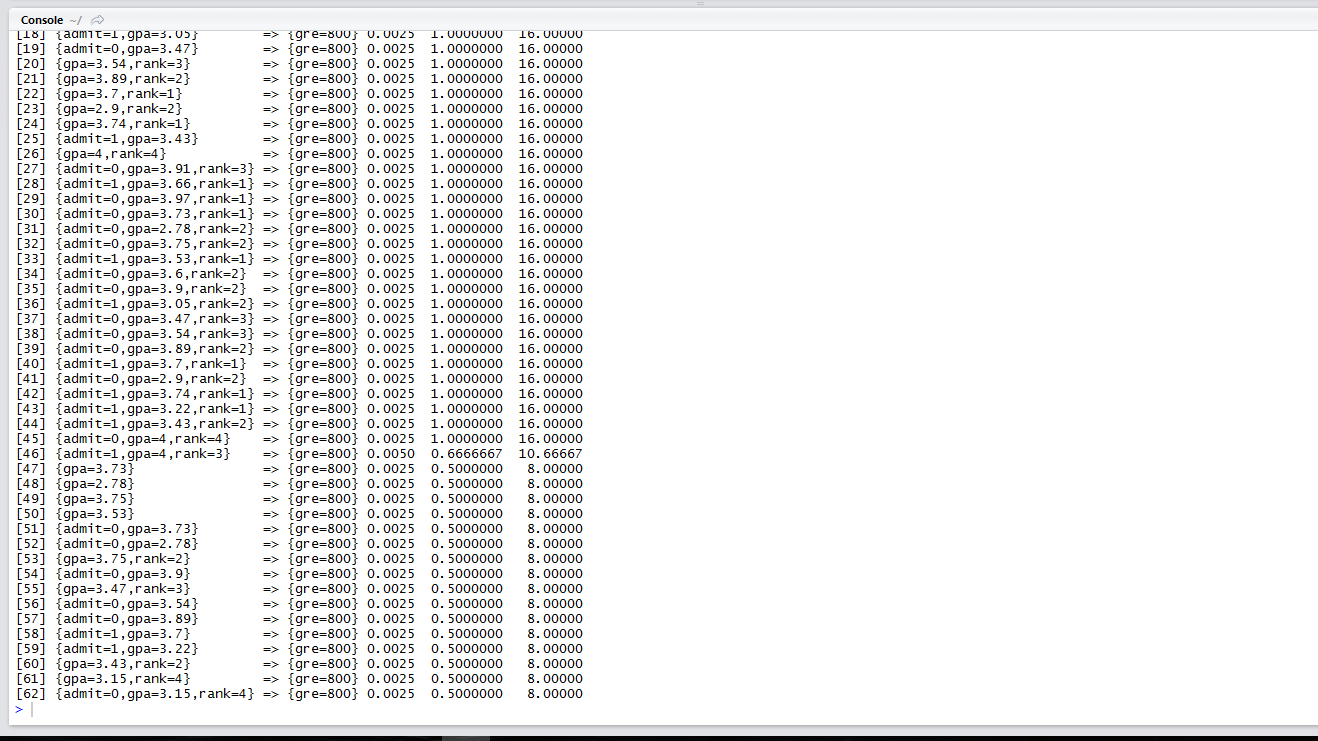 Console ~/
[18] {admit=1,gpa=3.05} => {gre=800} 0.0025 1.0000000 16.00000
[19] {admit=0,gpa=3.47} => {gre=800} 0.0025 1.0000000 16.00000
[20] {gpa=3.54,rank=3} => {gre=800} 0.0025 1.0000000 16.00000
[21] {gpa=3.89,rank=2} => {gre=800} 0.0025 1.0000000 16.00000
[22] {gpa=3.7,rank=1} => {gre=800} 0.0025 1.0000000 16.00000
[23] {gpa=2.9,rank=2} => {gre=800} 0.0025 1.0000000 16.00000
[24] {gpa=3.74,rank=1} => {gre=800} 0.0025 1.0000000 16.00000
[25] {admit=1,gpa=3.43} => {gre=800} 0.0025 1.0000000 16.00000
[26] {gpa=4,rank=4} => {gre=800} 0.0025 1.0000000 16.00000
[27] {admit=0,gpa=3.91,rank=3} => {gre=800} 0.0025 1.0000000 16.00000
[28] {admit=1,gpa=3.66,rank=1} => {gre=800} 0.0025 1.0000000 16.00000
[29] {admit=0,gpa=3.97,rank=1} => {gre=800} 0.0025 1.0000000 16.00000
[30] {admit=0,gpa=3.73,rank=1} => {gre=800} 0.0025 1.0000000 16.00000
[31] {admit=0,gpa=2.78,rank=2} => {gre=800} 0.0025 1.0000000 16.00000
[32] {admit=0,gpa=3.75,rank=2} => {gre=800} 0.0025 1.0000000 16.00000
[33] {admit=1,gpa=3.53,rank=1} => {gre=800} 0.0025 1.0000000 16.00000
[34] {admit=0,gpa=3.6,rank=2} => {gre=800} 0.0025 1.0000000 16.00000
[35] {admit=0,gpa=3.9,rank=2} => {gre=800} 0.0025 1.0000000 16.00000
[36] {admit=1,gpa=3.05,rank=2} => {gre=800} 0.0025 1.0000000 16.00000
[37] {admit=0,gpa=3.47,rank=3} => {gre=800} 0.0025 1.0000000 16.00000
[38] {admit=0,gpa=3.54,rank=3} => {gre=800} 0.0025 1.0000000 16.00000
[39] {admit=0,gpa=3.89,rank=2} => {gre=800} 0.0025 1.0000000 16.00000
[40] {admit=1,gpa=3.7,rank=1} => {gre=800} 0.0025 1.0000000 16.00000
[41] {admit=0,gpa=2.9,rank=2} => {gre=800} 0.0025 1.0000000 16.00000
[42] {admit=1,gpa=3.74,rank=1} => {gre=800} 0.0025 1.0000000 16.00000
[43] {admit=1,gpa=3.22,rank=1} => {gre=800} 0.0025 1.0000000 16.00000
[44] {admit=1,gpa=3.43,rank=2} => {gre=800} 0.0025 1.0000000 16.00000
[45] {admit=0,gpa=4,rank=4} => {gre=800} 0.0025 1.0000000 16.00000
[46] {admit=1,gpa=4,rank=3} => {gre=800} 0.0050 0.6666667 10.66667
[47] {gpa=3.73} => {gre=800} 0.0025 0.5000000 8.00000
[48] {gpa=2.78} => {gre=800} 0.0025 0.5000000 8.00000
[49] {gpa=3.75} => {gre=800} 0.0025 0.5000000 8.00000
[50] {gpa=3.53} => {gre=800} 0.0025 0.5000000 8.00000
[51] {admit=0,gpa=3.73} => {gre=800} 0.0025 0.5000000 8.00000
[52] {admit=0,gpa=2.78} => {gre=800} 0.0025 0.5000000 8.00000
[53] {gpa=3.75,rank=2} => {gre=800} 0.0025 0.5000000 8.00000
[54] {admit=0,gpa=3.9} => {gre=800} 0.0025 0.5000000 8.00000
[55] {gpa=3.47,rank=3} => {gre=800} 0.0025 0.5000000 8.00000
[56] {admit=0,gpa=3.54} => {gre=800} 0.0025 0.5000000 8.00000
[57] {admit=0,gpa=3.89} => {gre=800} 0.0025 0.5000000 8.00000
[58] {admit=1,gpa=3.7} => {gre=800} 0.0025 0.5000000 8.00000
[59] {admit=1,gpa=3.22} => {gre=800} 0.0025 0.5000000 8.00000
[60] {gpa=3.43,rank=2} => {gre=800} 0.0025 0.5000000 8.00000
[61] {gpa=3.15,rank=4} => {gre=800} 0.0025 0.5000000 8.00000
[62] {admit=0,gpa=3.15,rank=4} => {gre=800} 0.0025 0.5000000 8.00000
>